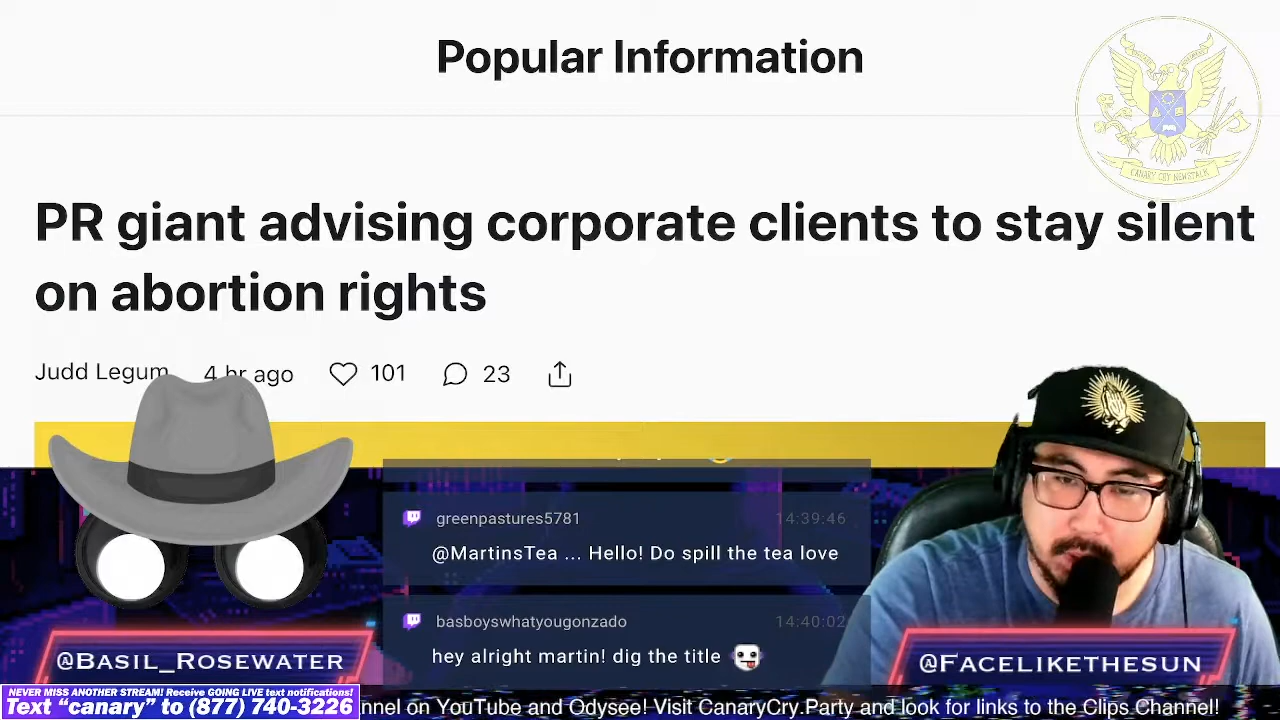 Popular Information
CANARY CRY NEWSTALK
PR giant advising corporate clients to stay silent
on abortion rights
Judd Legum 4 hr ago 101 23
greenpastures5781 14:39:46
@MartinsTea ... Hello! Do spill the tea love
basboyswhatyougonzado 14:40:02
hey alright martin! dig the title
@BASIL_ROSEWATER
@FACELIKETHESUN
NEVER MISS ANOTHER STREAM! Receive GOING LIVE text notifications!
Text "canary" to (877) 740-3226
nnel on YouTube and Odysee! Visit CanaryCry.Party and look for links to the Clips Channel!